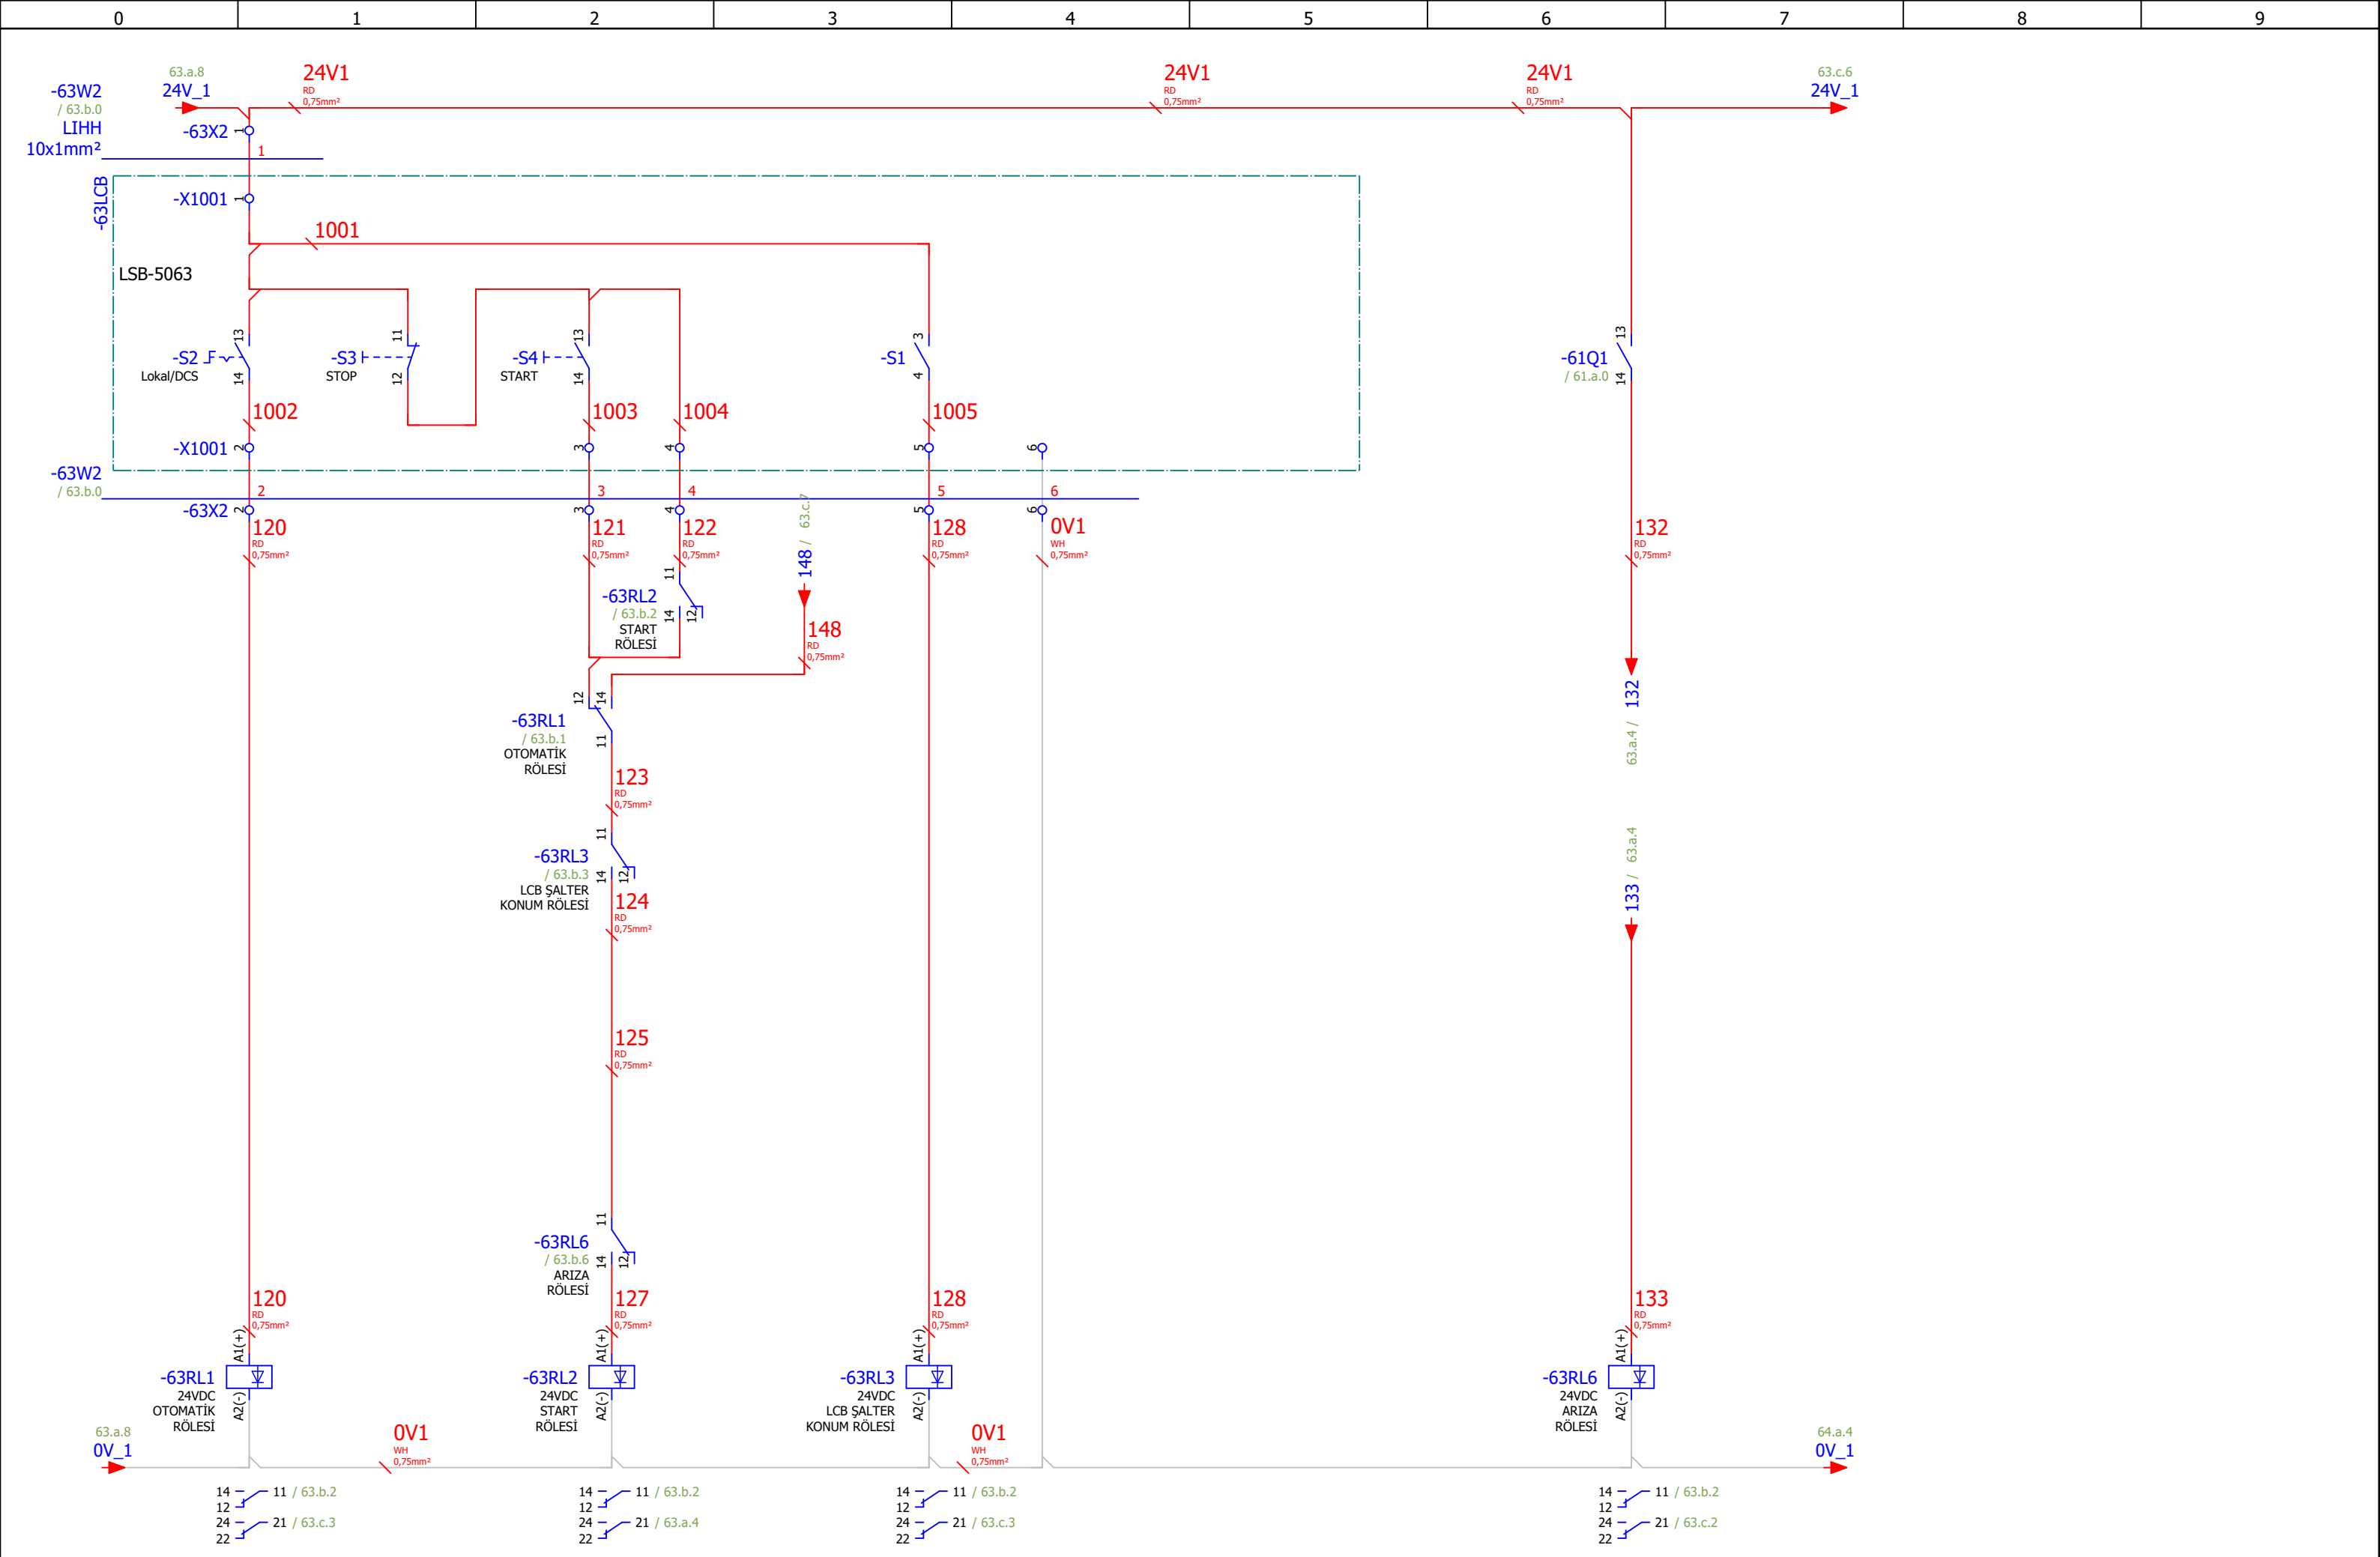 0 1 2 3 4 5 6 7 8 9
63.a.8
24V_1
24V1
RD
0,75mm²
24V1
RD
0,75mm²
24V1
RD
0,75mm²
63.c.6
24V_1
-63W2
/ 63.b.0
LIHH
10x1mm²
-63X2 1
1
-63LCB
-X1001 1
1001
LSB-5063
-S2 13 14
Lokal/DCS
-S3 11 12
STOP
-S4 13 14
START
-S1 3 4
-61Q1 13 14
/ 61.a.0
1002
1003
1004
1005
-X1001 2 3 4 5 6
-63W2
/ 63.b.0
2 3 4 5 6
-63X2 2 3 4 5 6
120
RD
0,75mm²
121
RD
0,75mm²
122
RD
0,75mm²
148 / 63.c.7
128
RD
0,75mm²
0V1
WH
0,75mm²
132
RD
0,75mm²
-63RL2 11 14 12
/ 63.b.2
START
RÖLESİ
148
RD
0,75mm²
63.a.4 / 132
-63RL1 12 14 11
/ 63.b.1
OTOMATİK
RÖLESİ
123
RD
0,75mm²
-63RL3 11 14 12
/ 63.b.3
LCB ŞALTER
KONUM RÖLESİ
124
RD
0,75mm²
133 / 63.a.4
125
RD
0,75mm²
-63RL6 11 14 12
/ 63.b.6
ARIZA
RÖLESİ
120
RD
0,75mm²
127
RD
0,75mm²
128
RD
0,75mm²
133
RD
0,75mm²
-63RL1 A1(+) A2(-)
24VDC
OTOMATİK
RÖLESİ
-63RL2 A1(+) A2(-)
24VDC
START
RÖLESİ
-63RL3 A1(+) A2(-)
24VDC
LCB ŞALTER
KONUM RÖLESİ
-63RL6 A1(+) A2(-)
24VDC
ARIZA
RÖLESİ
63.a.8
0V_1
0V1
WH
0,75mm²
0V1
WH
0,75mm²
64.a.4
0V_1
14 11 / 63.b.2
12
24 21 / 63.c.3
22
14 11 / 63.b.2
12
24 21 / 63.a.4
22
14 11 / 63.b.2
12
24 21 / 63.c.3
22
14 11 / 63.b.2
12
24 21 / 63.c.2
22